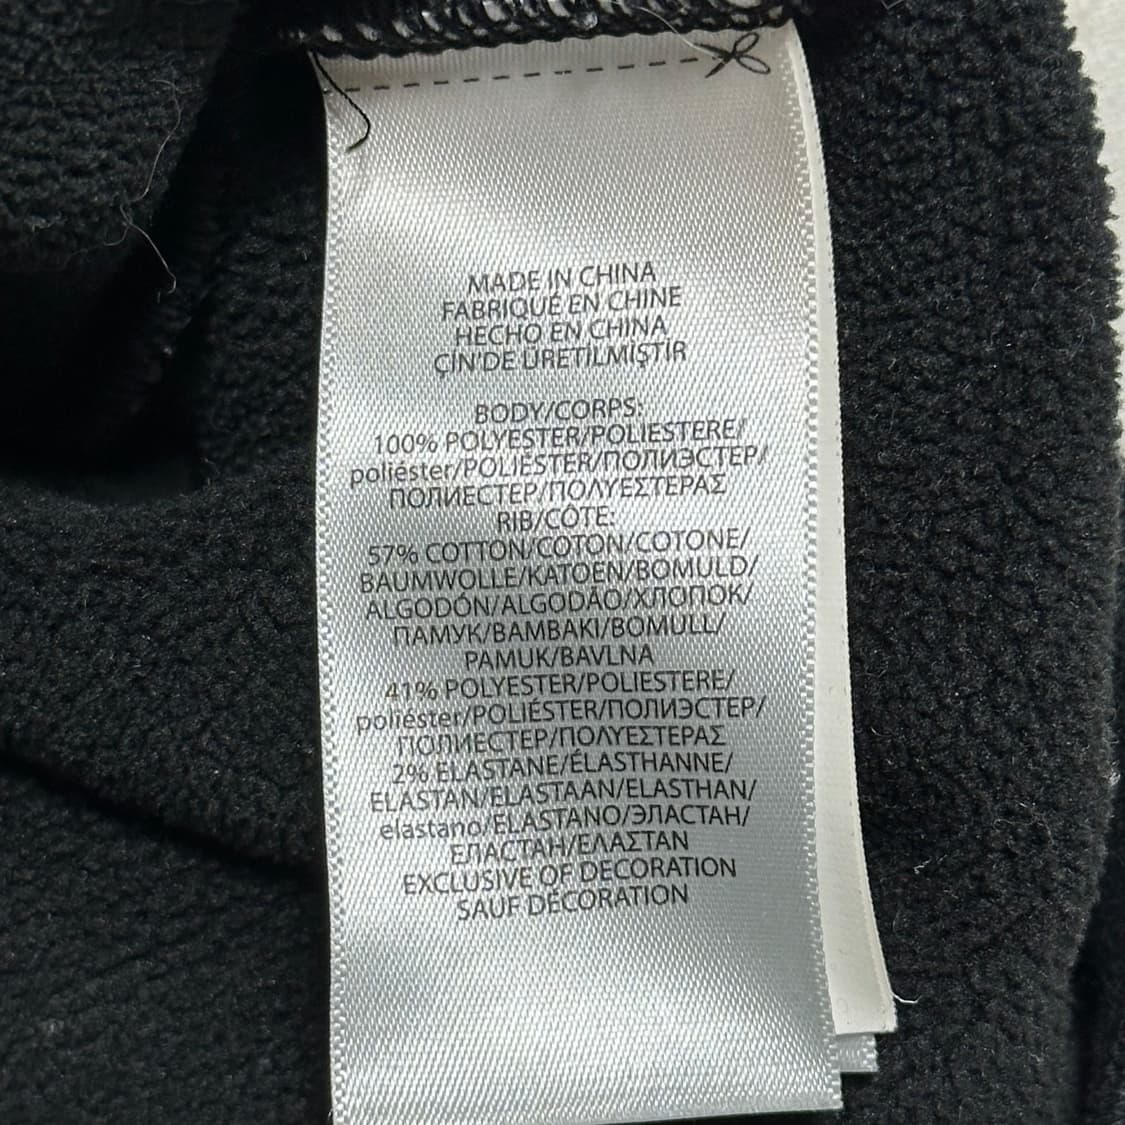 MADE IN CHINA
FABRIQUÉ EN CHINE
HECHO EN CHINA
ÇİN'DE ÜRETİLMİŞTİR
BODY/CORPS:
100% POLYESTER/POLIESTERE/
poliéster/POLIÉSTER/ПОЛИЭСТЕР/
ПОЛИЕСТЕР/ΠΟΛΥΕΣΤΕΡΑΣ
RIB/CÔTE:
57% COTTON/COTON/COTONE/
BAUMWOLLE/KATOEN/BOMULD/
ALGODÓN/ALGODÃO/ХЛОПОК/
ПАМУК/ΒΑΜΒΑΚΙ/BOMULL/
PAMUK/BAVLNA
41% POLYESTER/POLIESTERE/
poliéster/POLIÉSTER/ПОЛИЭСТЕР/
ПОЛИЕСТЕР/ΠΟΛΥΕΣΤΕΡΑΣ
2% ELASTANE/ÉLASTHANNE/
ELASTAN/ELASTAAN/ELASTHAN/
elastano/ELASTANO/ЭЛАСТАН/
ЕЛАСТАН/ΕΛΑΣΤΑΝ
EXCLUSIVE OF DECORATION
SAUF DÉCORATION